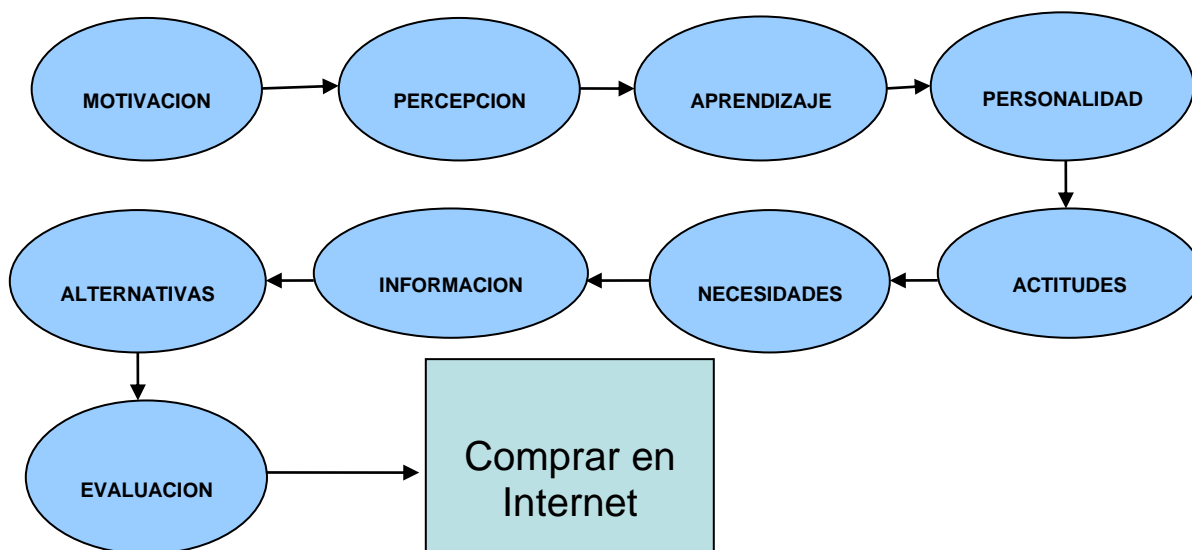 MOTIVACION
PERCEPCION
APRENDIZAJE
PERSONALIDAD
ACTITUDES
NECESIDADES
INFORMACION
ALTERNATIVAS
EVALUACION
Comprar en
Internet